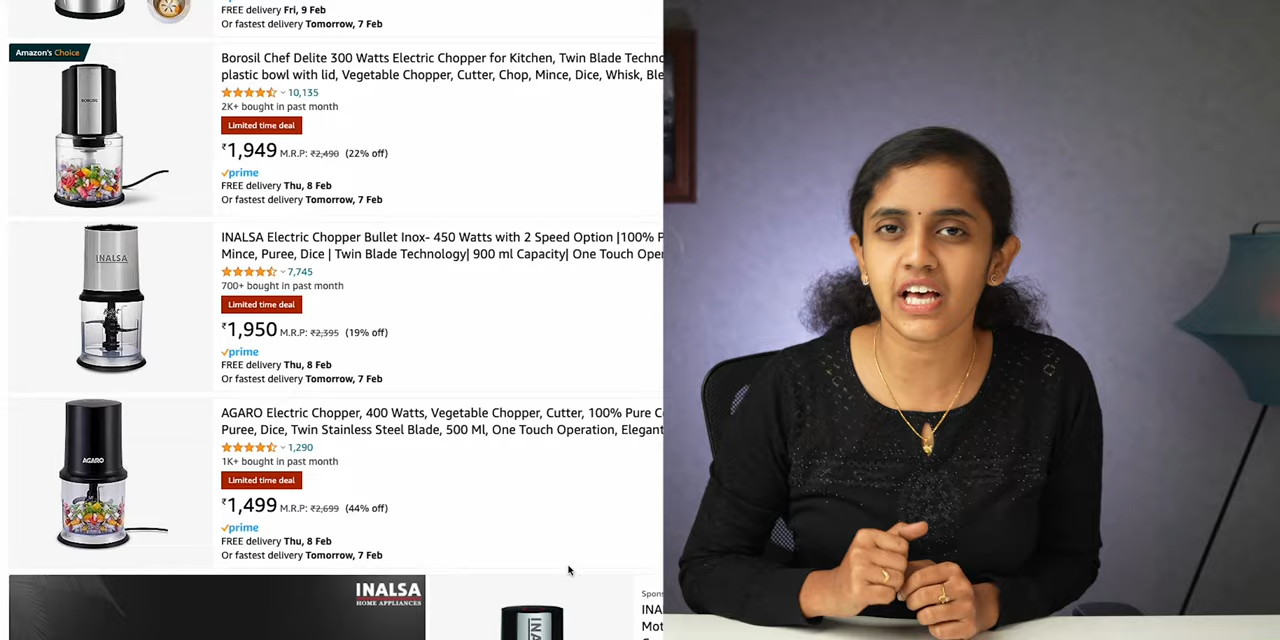 FREE delivery Fri, 9 Feb
Or fastest delivery Tomorrow, 7 Feb
Amazon's Choice
BOROSIL
Borosil Chef Delite 300 Watts Electric Chopper for Kitchen, Twin Blade Techno
plastic bowl with lid, Vegetable Chopper, Cutter, Chop, Mince, Dice, Whisk, Ble
10,135
2K+ bought in past month
Limited time deal
₹1,949 M.R.P: ₹2,490 (22% off)
prime
FREE delivery Thu, 8 Feb
Or fastest delivery Tomorrow, 7 Feb
INALSA
INALSA Electric Chopper Bullet Inox- 450 Watts with 2 Speed Option |100% P
Mince, Puree, Dice | Twin Blade Technology| 900 ml Capacity| One Touch Oper
7,745
700+ bought in past month
Limited time deal
₹1,950 M.R.P: ₹2,395 (19% off)
prime
FREE delivery Thu, 8 Feb
Or fastest delivery Tomorrow, 7 Feb
AGARO
AGARO Electric Chopper, 400 Watts, Vegetable Chopper, Cutter, 100% Pure C
Puree, Dice, Twin Stainless Steel Blade, 500 Ml, One Touch Operation, Elegant
1,290
1K+ bought in past month
Limited time deal
₹1,499 M.R.P: ₹2,699 (44% off)
prime
FREE delivery Thu, 8 Feb
Or fastest delivery Tomorrow, 7 Feb
INALSA
HOME APPLIANCES
Spons
INA
Mot